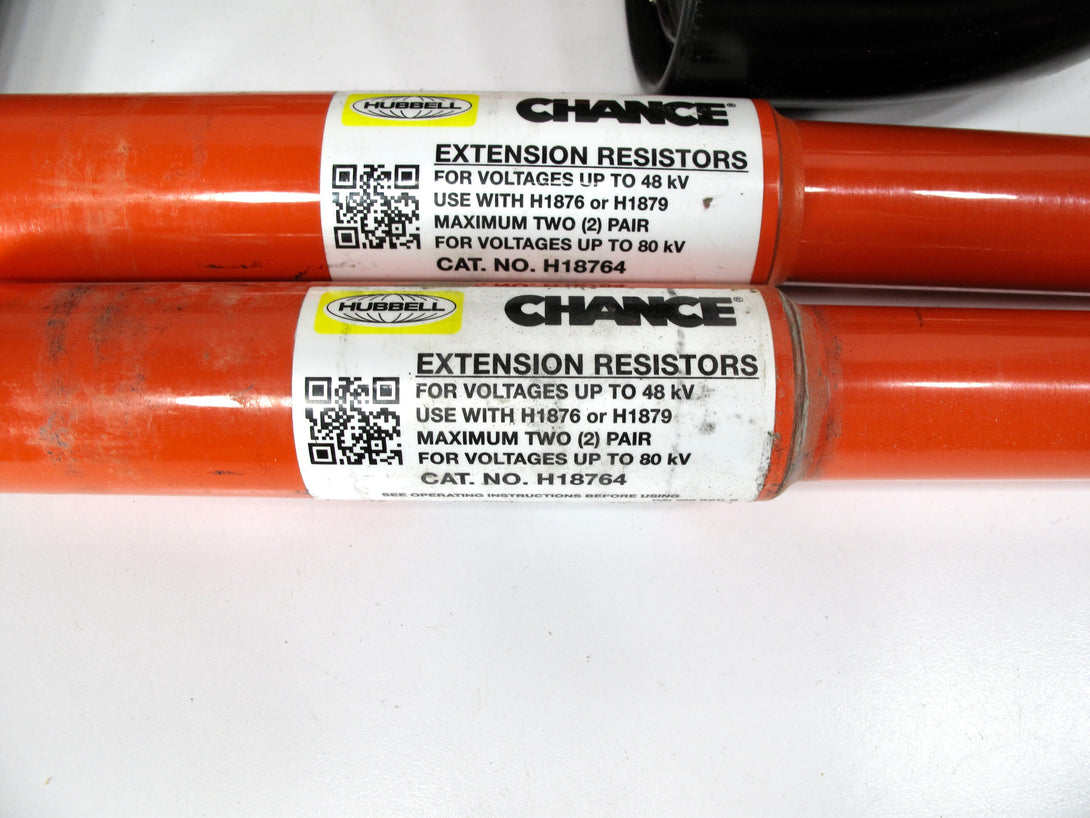 HUBBELL
CHANCE®
EXTENSION RESISTORS
FOR VOLTAGES UP TO 48 kV
USE WITH H1876 or H1879
MAXIMUM TWO (2) PAIR
FOR VOLTAGES UP TO 80 kV
CAT. NO. H18764
HUBBELL
CHANCE®
EXTENSION RESISTORS
FOR VOLTAGES UP TO 48 kV
USE WITH H1876 or H1879
MAXIMUM TWO (2) PAIR
FOR VOLTAGES UP TO 80 kV
CAT. NO. H18764
SEE OPERATING INSTRUCTIONS BEFORE USING